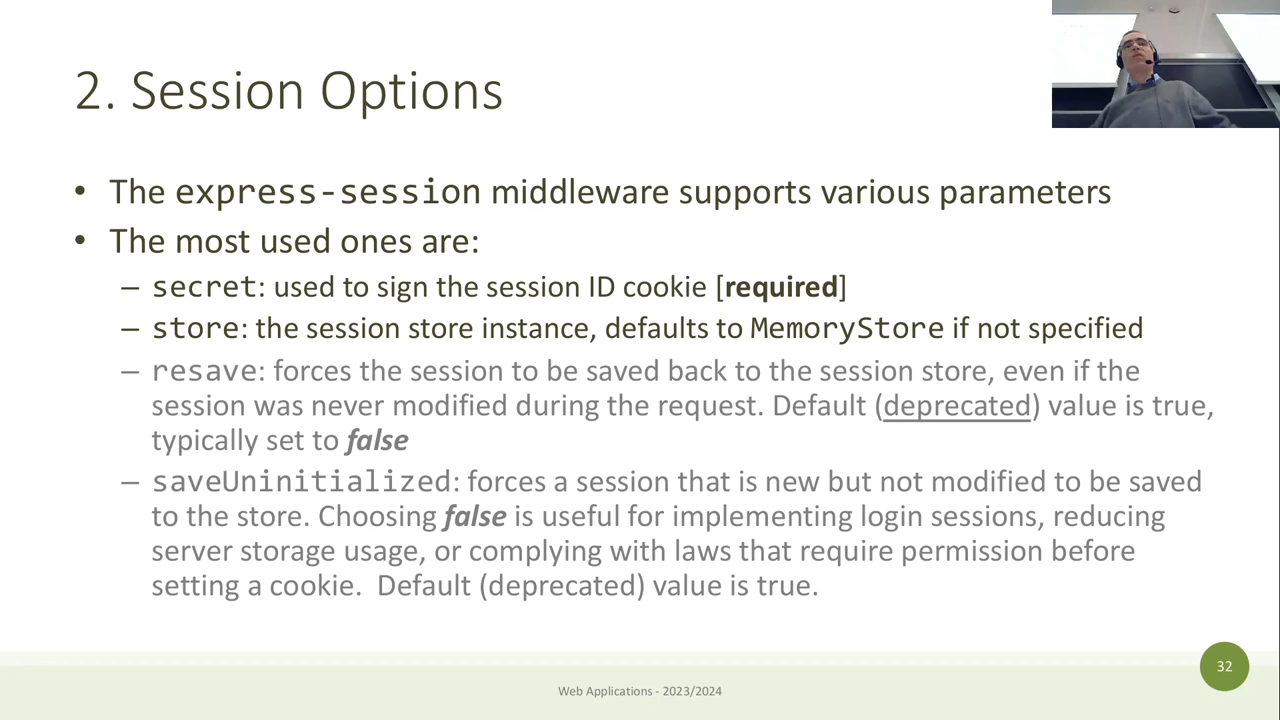 2. Session Options
• The express-session middleware supports various parameters
• The most used ones are:
– secret: used to sign the session ID cookie [required]
– store: the session store instance, defaults to MemoryStore if not specified
– resave: forces the session to be saved back to the session store, even if the
session was never modified during the request. Default (deprecated) value is true,
typically set to false
– saveUninitialized: forces a session that is new but not modified to be saved
to the store. Choosing false is useful for implementing login sessions, reducing
server storage usage, or complying with laws that require permission before
setting a cookie.  Default (deprecated) value is true.
Web Applications - 2023/2024
32